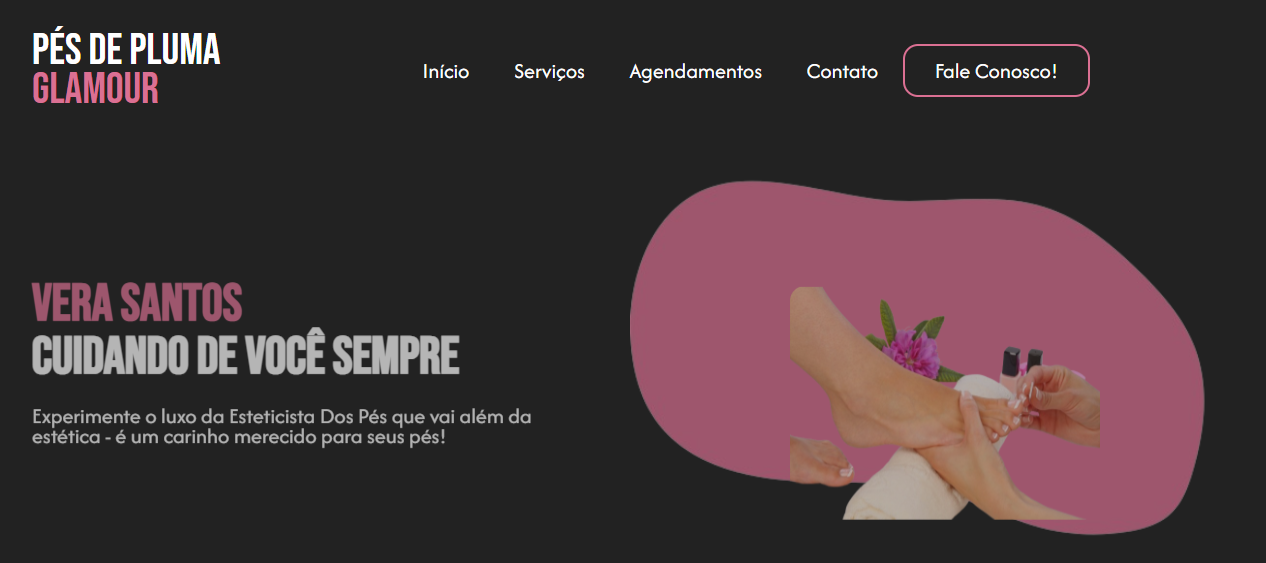 PÉS DE PLUMA
GLAMOUR
Início
Serviços
Agendamentos
Contato
Fale Conosco!
VERA SANTOS
CUIDANDO DE VOCÊ SEMPRE
Experimente o luxo da Esteticista Dos Pés que vai além da
estética - é um carinho merecido para seus pés!